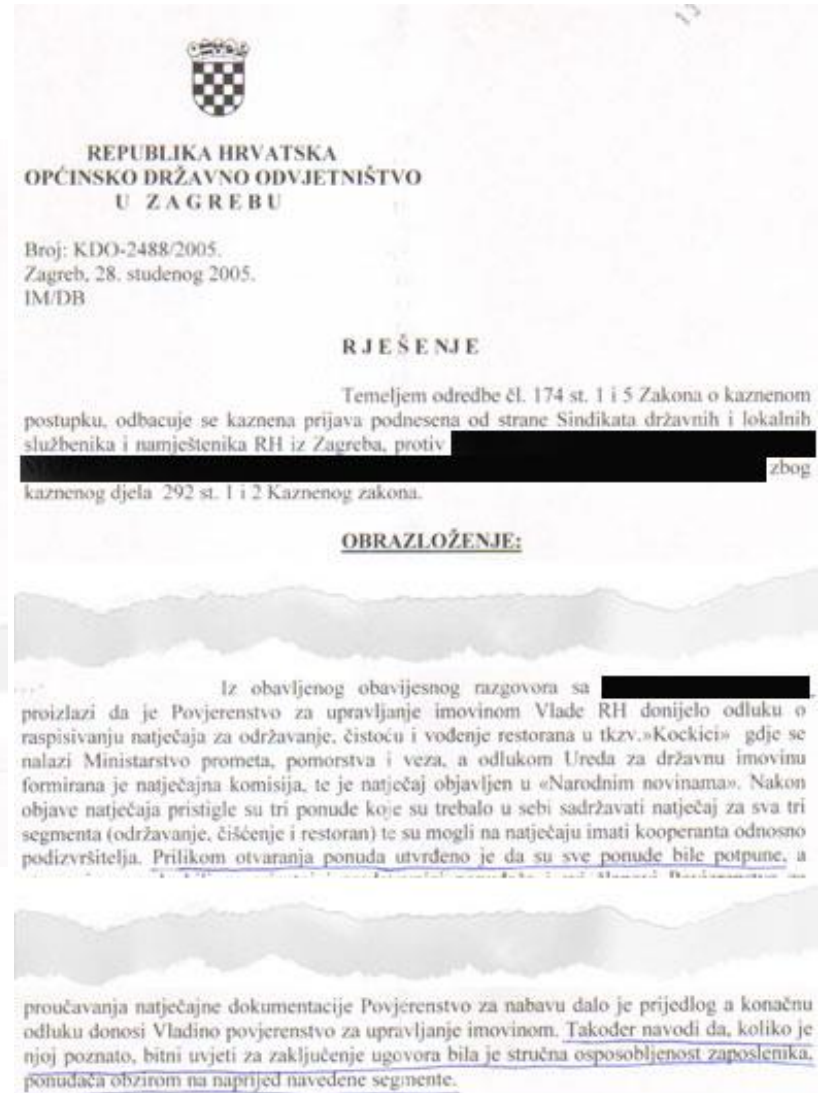 REPUBLIKA HRVATSKA
OPĆINSKO DRŽAVNO ODVJETNIŠTVO
U ZAGREBU
Broj: KDO-2488/2005.
Zagreb, 28. studenog 2005.
IM/DB
RJEŠENJE
Temeljem odredbe čl. 174 st. 1 i 5 Zakona o kaznenom
postupku, odbacuje se kaznena prijava podnesena od strane Sindikata državnih i lokalnih
službenika i namještenika RH iz Zagreba, protiv
zbog
kaznenog djela 292 st. 1 i 2 Kaznenog zakona.
OBRAZLOŽENJE:
Iz obavljenog obavijesnog razgovora sa
proizlazi da je Povjerenstvo za upravljanje imovinom Vlade RH donijelo odluku o
raspisivanju natječaja za održavanje, čistoću i vođenje restorana u tkzv.»Kockici» gdje se
nalazi Ministarstvo prometa, pomorstva i veza, a odlukom Ureda za državnu imovinu
formirana je natječajna komisija, te je natječaj objavljen u «Narodnim novinama». Nakon
objave natječaja pristigle su tri ponude koje su trebalo u sebi sadržavati natječaj za sva tri
segmenta (održavanje, čišćenje i restoran) te su mogli na natječaju imati kooperanta odnosno
podizvršitelja. Prilikom otvaranja ponuda utvrđeno je da su sve ponude bile potpune, a
proučavanja natječajne dokumentacije Povjerenstvo za nabavu dalo je prijedlog a konačnu
odluku donosi Vladino povjerenstvo za upravljanje imovinom. Također navodi da, koliko je
njoj poznato, bitni uvjeti za zaključenje ugovora bila je stručna osposobljenost zaposlenika,
ponuđača obzirom na naprijed navedene segmente.